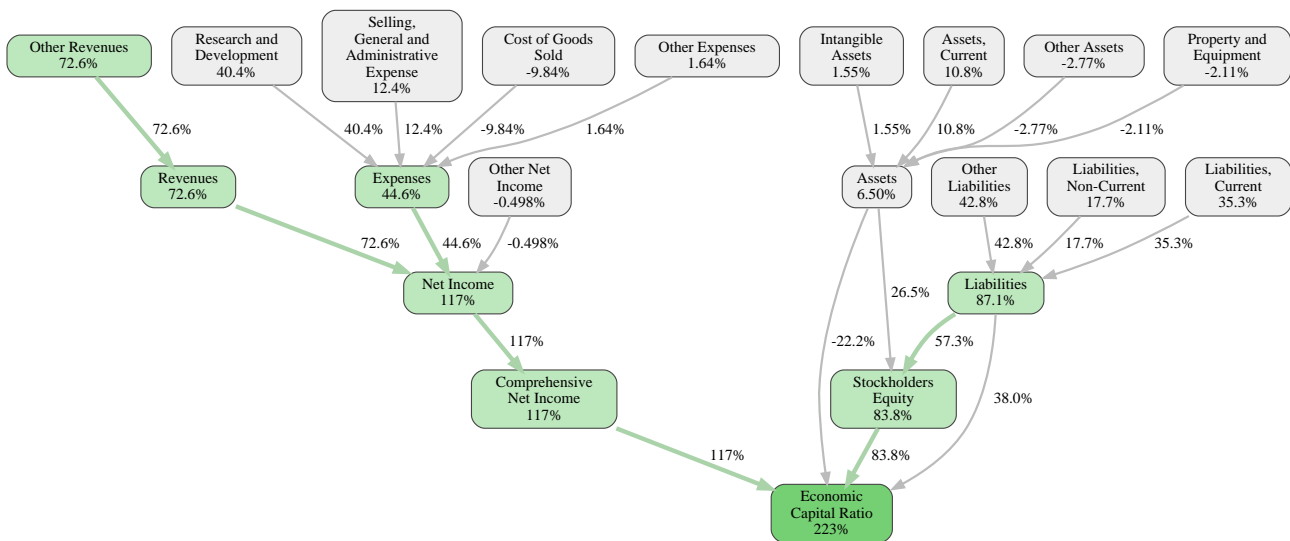 Other Revenues
72.6%
Research and
Development
40.4%
Selling,
General and
Administrative
Expense
12.4%
Cost of Goods
Sold
-9.84%
Other Expenses
1.64%
Intangible
Assets
1.55%
Assets,
Current
10.8%
Other Assets
-2.77%
Property and
Equipment
-2.11%
72.6%
40.4%
12.4%
-9.84%
1.64%
1.55%
10.8%
-2.77%
-2.11%
Revenues
72.6%
Expenses
44.6%
Other Net
Income
-0.498%
Assets
6.50%
Other
Liabilities
42.8%
Liabilities,
Non-Current
17.7%
Liabilities,
Current
35.3%
72.6%
44.6%
-0.498%
42.8%
17.7%
35.3%
Net Income
117%
26.5%
Liabilities
87.1%
117%
-22.2%
57.3%
Comprehensive
Net Income
117%
Stockholders
Equity
83.8%
38.0%
117%
83.8%
Economic
Capital Ratio
223%